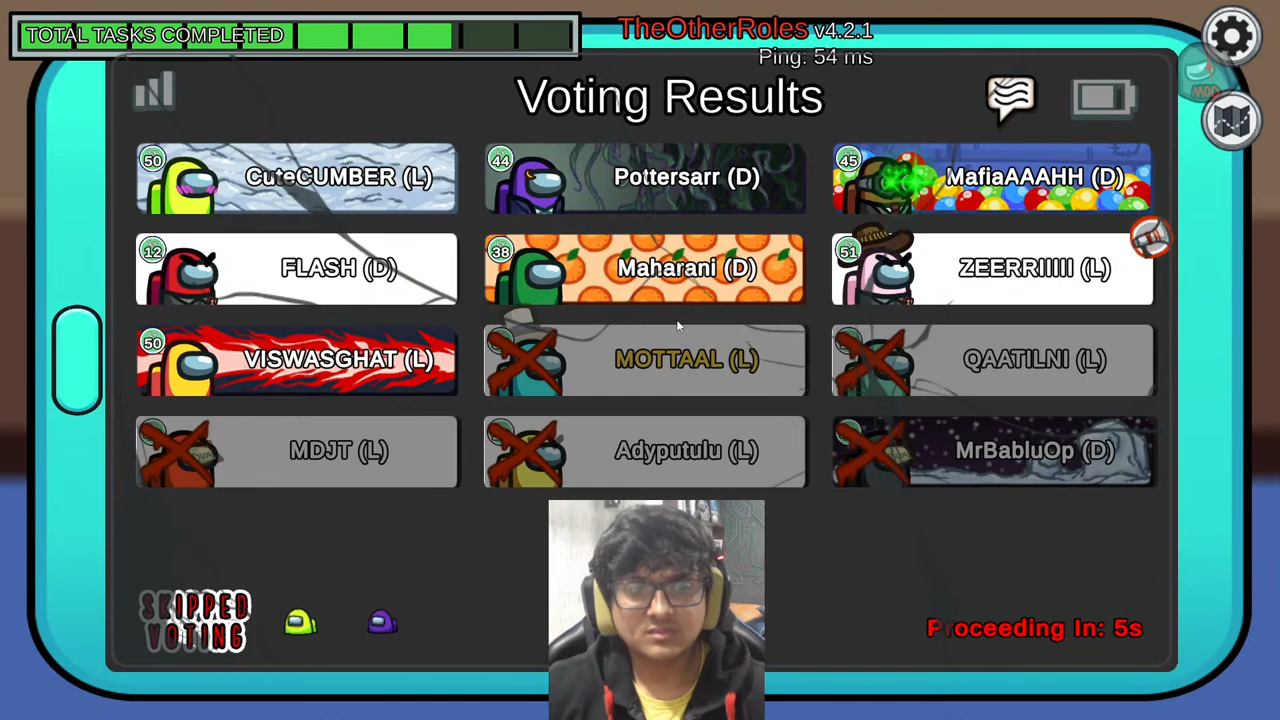 TOTAL TASKS COMPLETED
TheOtherRoles v4.2.1
Ping: 54 ms
Voting Results
MOD
50 CuteCUMBER (L)
44 Pottersarr (D)
45 MafiaAAAHH (D)
12 FLASH (D)
38 Maharani (D)
51 ZEERRIIIII (L)
50 VISWASGHAT (L)
MOTTAAL (L)
QAATILNI (L)
MDJT (L)
Adyputulu (L)
MrBabluOp (D)
SKIPPED
VOTING
Proceeding In: 5s